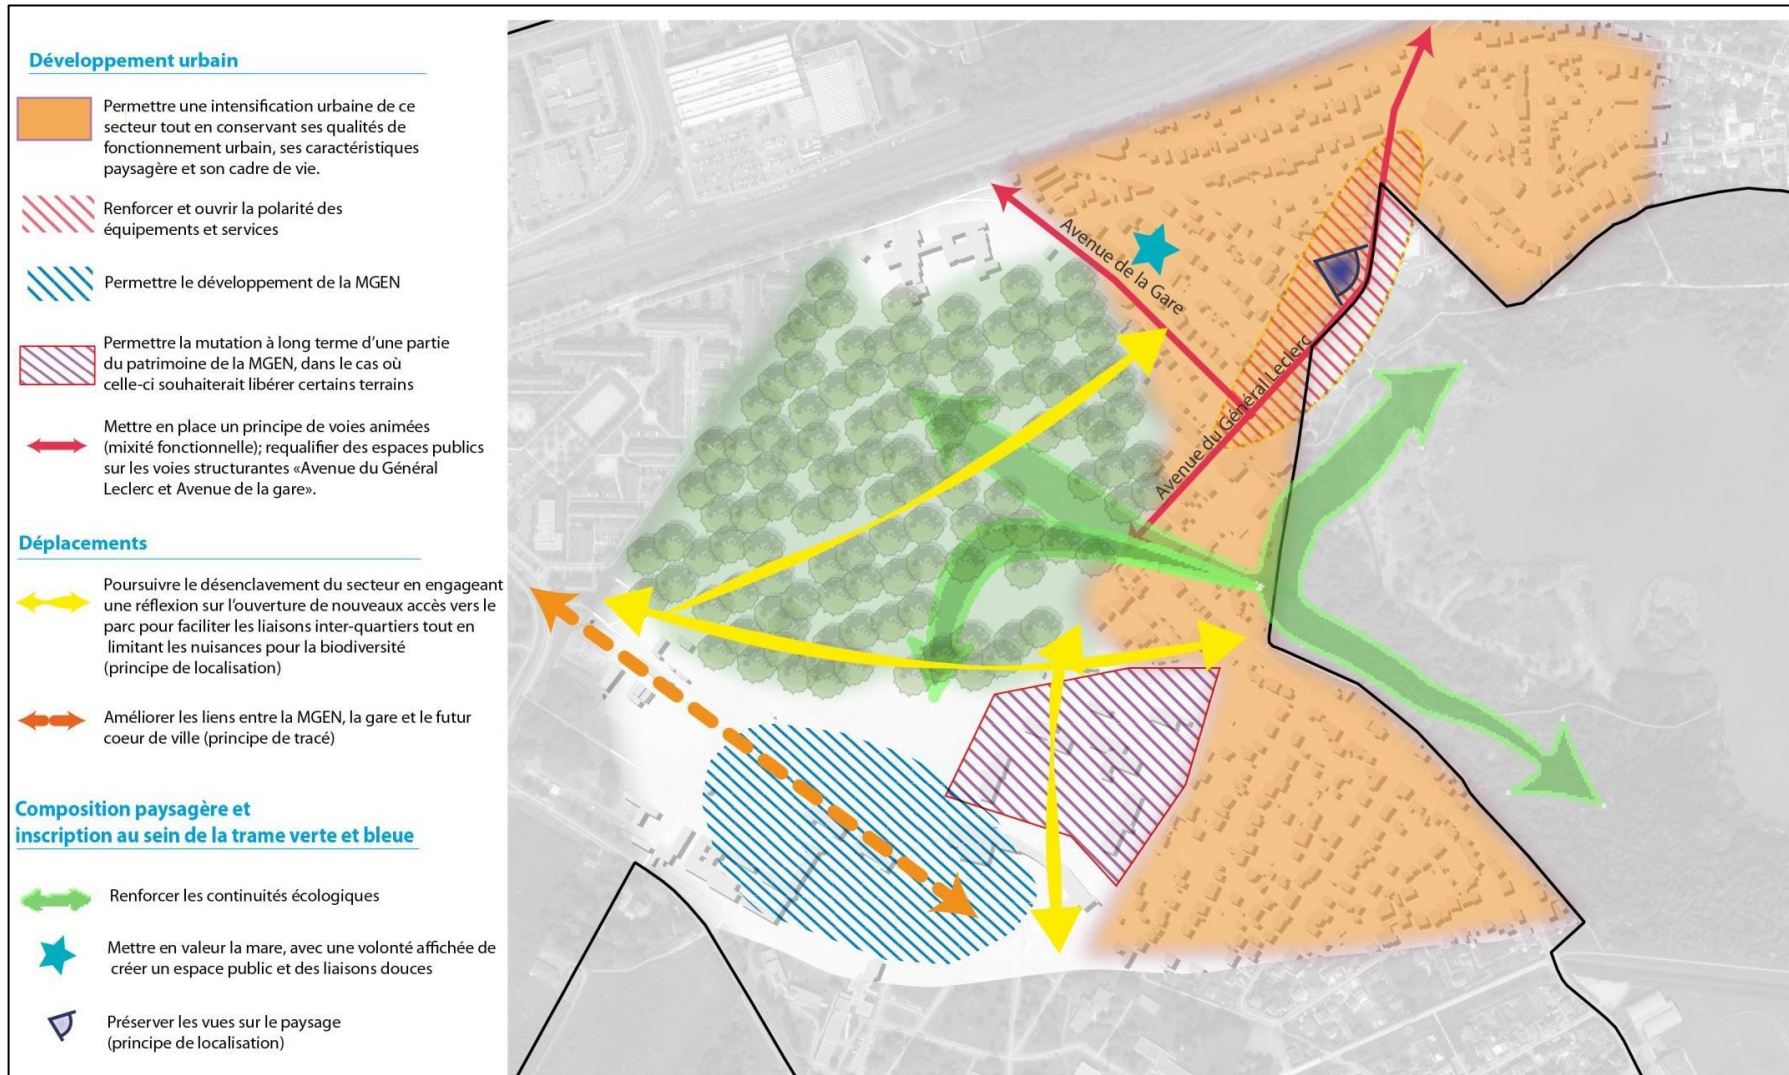 Développement urbain
Permettre une intensification urbaine de ce
secteur tout en conservant ses qualités de
fonctionnement urbain, ses caractéristiques
paysagère et son cadre de vie.
Renforcer et ouvrir la polarité des
équipements et services
Permettre le développement de la MGEN
Permettre la mutation à long terme d'une partie
du patrimoine de la MGEN, dans le cas où
celle-ci souhaiterait libérer certains terrains
Mettre en place un principe de voies animées
(mixité fonctionnelle); requalifier des espaces publics
sur les voies structurantes «Avenue du Général
Leclerc et Avenue de la gare».
Déplacements
Poursuivre le désenclavement du secteur en engageant
une réflexion sur l'ouverture de nouveaux accès vers le
parc pour faciliter les liaisons inter-quartiers tout en
limitant les nuisances pour la biodiversité
(principe de localisation)
Améliorer les liens entre la MGEN, la gare et le futur
coeur de ville (principe de tracé)
Composition paysagère et
inscription au sein de la trame verte et bleue
Renforcer les continuités écologiques
Mettre en valeur la mare, avec une volonté affichée de
créer un espace public et des liaisons douces
Préserver les vues sur le paysage
(principe de localisation)
Avenue de la Gare
Avenue du Général Leclerc